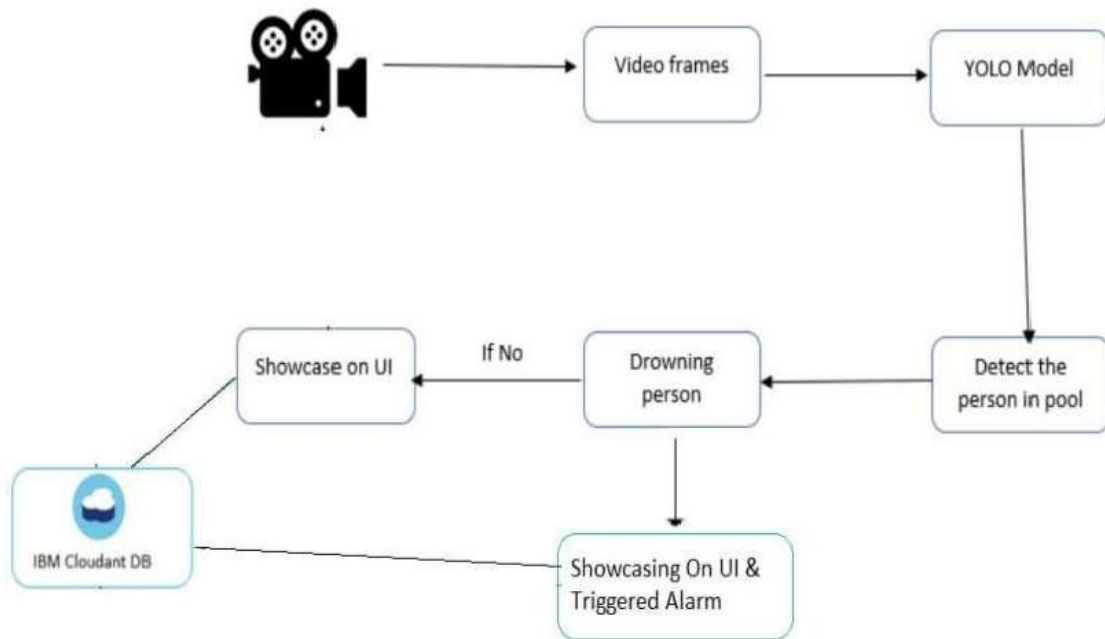 Video frames
YOLO Model
Showcase on UI
If No
Drowning
person
Detect the
person in pool
IBM Cloudant DB
Showcasing On UI &
Triggered Alarm